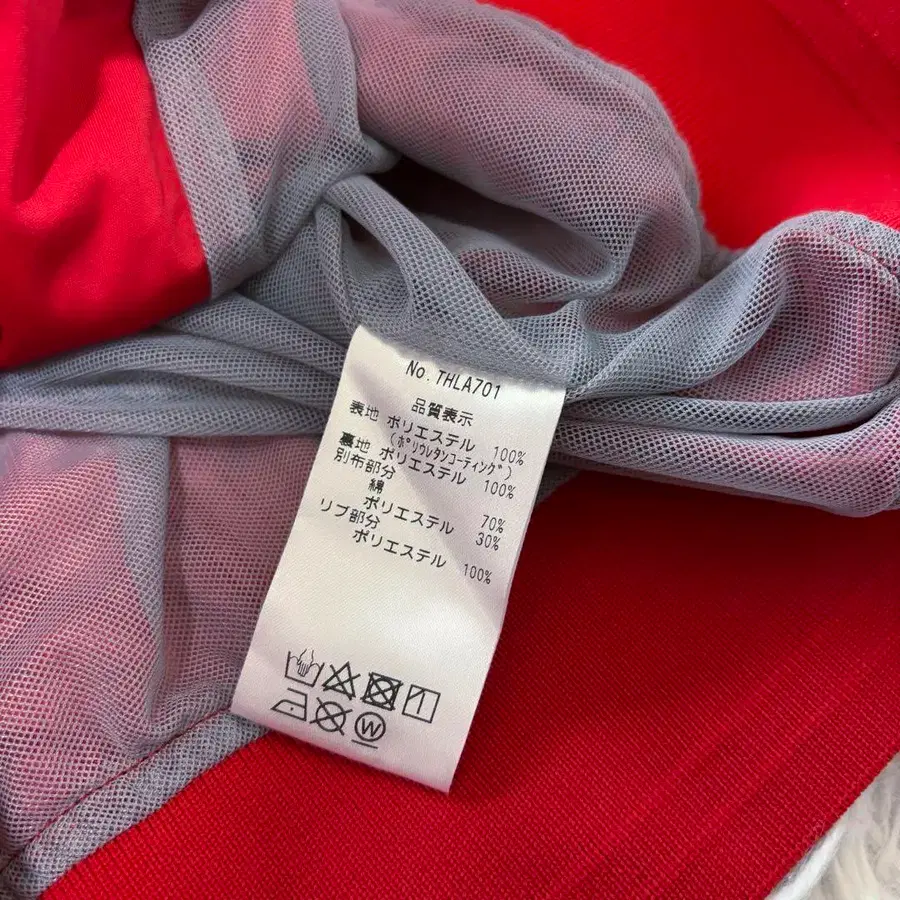 No. THLA701
品質表示
表地 ポリエステル 100%
(ﾎﾟﾘｳﾚﾀﾝコーティング)
裏地 ポリエステル 100%
別布部分
綿 70%
ポリエステル 30%
リブ部分
ポリエステル 100%
W